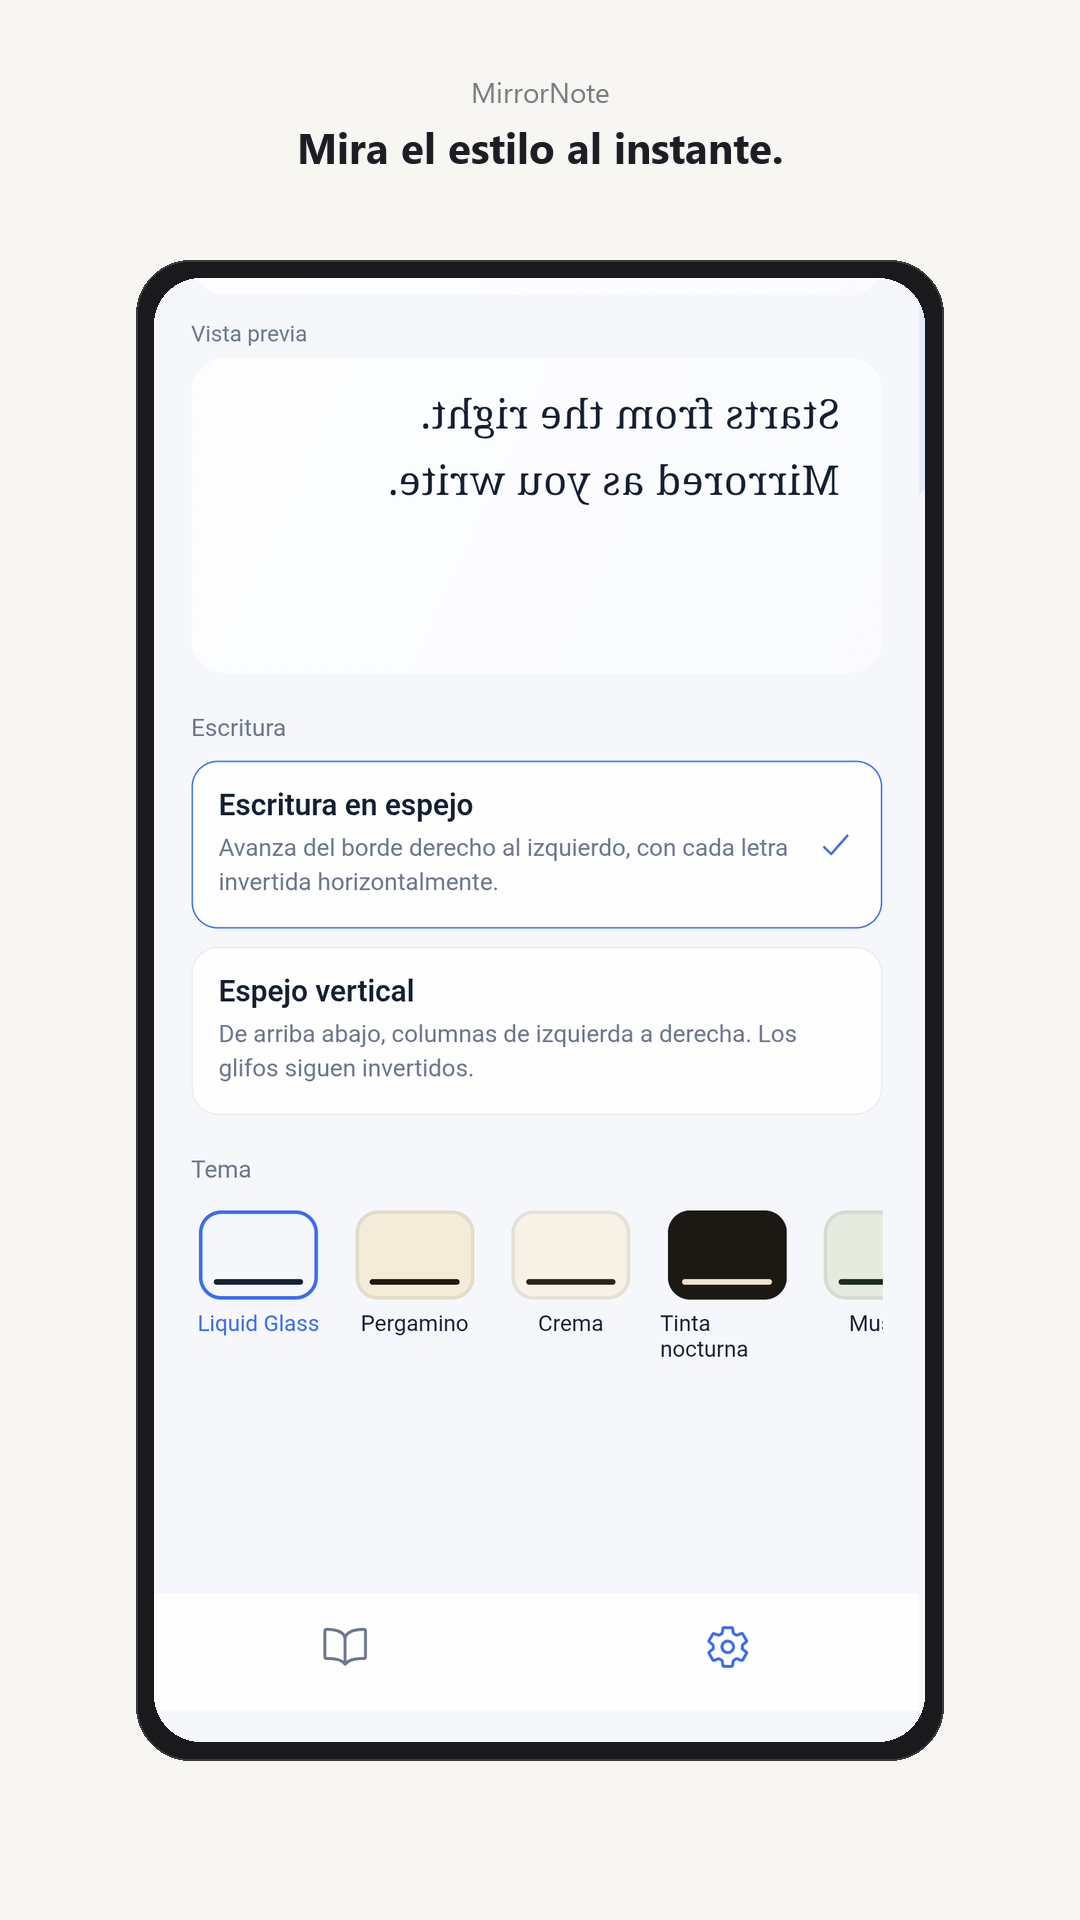 MirrorNote
Mira el estilo al instante.
Vista previa
Starts from the right.
Mirrored as you write.
Escritura
Escritura en espejo
Avanza del borde derecho al izquierdo, con cada letra
invertida horizontalmente.
Espejo vertical
De arriba abajo, columnas de izquierda a derecha. Los
glifos siguen invertidos.
Tema
Liquid Glass
Pergamino
Crema
Tinta
nocturna